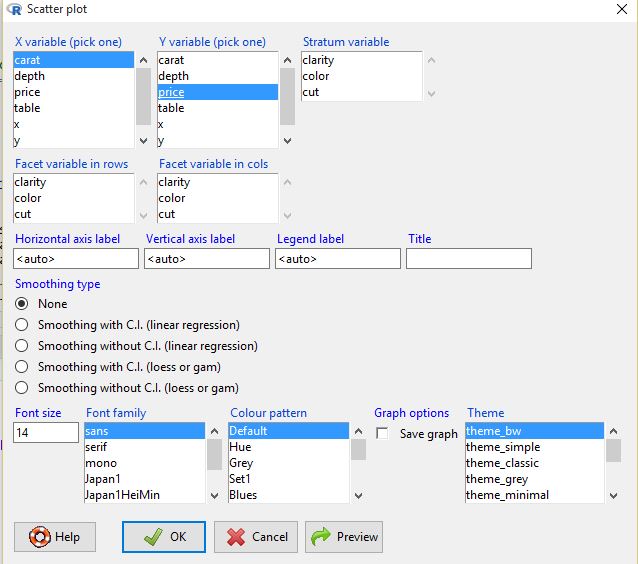 Scatter plot
X variable (pick one) Y variable (pick one) Stratum variable
carat carat clarity
depth depth color
price price cut
table table
x x
y y
Facet variable in rows Facet variable in cols
clarity clarity
color color
cut cut
Horizontal axis label Vertical axis label Legend label Title
<auto> <auto> <auto>
Smoothing type
None
Smoothing with C.I. (linear regression)
Smoothing without C.I. (linear regression)
Smoothing with C.I. (loess or gam)
Smoothing without C.I. (loess or gam)
Font size Font family Colour pattern Graph options Theme
14 sans Default Save graph theme_bw
serif Hue theme_simple
mono Grey theme_classic
Japan1 Set1 theme_grey
Japan1HeiMin Blues theme_minimal
Help OK Cancel Preview